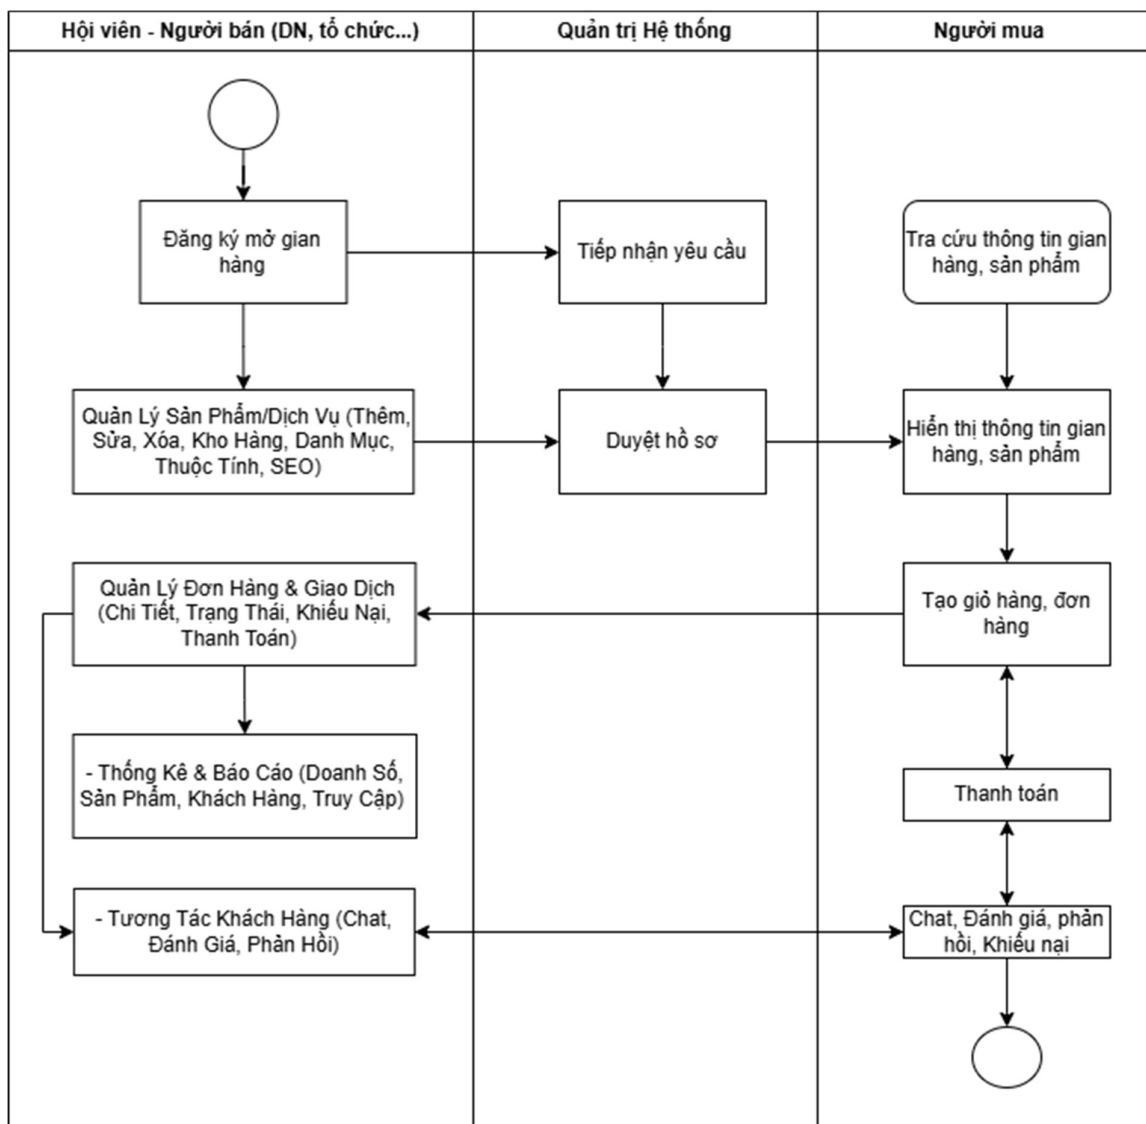 Hội viên - Người bán (DN, tổ chức...)
Quản trị Hệ thống
Người mua
Đăng ký mở gian
hàng
Tiếp nhận yêu cầu
Tra cứu thông tin gian
hàng, sản phẩm
Quản Lý Sản Phẩm/Dịch Vụ (Thêm,
Sửa, Xóa, Kho Hàng, Danh Mục,
Thuộc Tính, SEO)
Duyệt hồ sơ
Hiển thị thông tin gian
hàng, sản phẩm
Quản Lý Đơn Hàng & Giao Dịch
(Chi Tiết, Trạng Thái, Khiếu Nại,
Thanh Toán)
Tạo giỏ hàng, đơn
hàng
- Thống Kê & Báo Cáo (Doanh Số,
Sản Phẩm, Khách Hàng, Truy Cập)
Thanh toán
- Tương Tác Khách Hàng (Chat,
Đánh Giá, Phản Hồi)
Chat, Đánh giá, phản
hồi, Khiếu nại